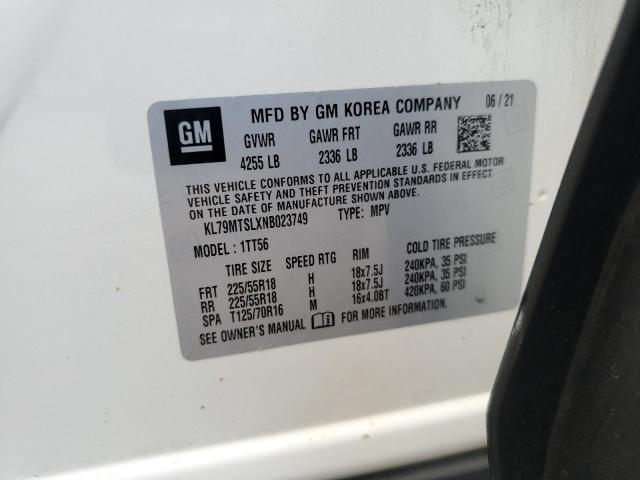 GM
MFD BY GM KOREA COMPANY 06 / 21
GVWR GAWR FRT GAWR RR
4255 LB 2336 LB 2336 LB
THIS VEHICLE CONFORMS TO ALL APPLICABLE U.S. FEDERAL MOTOR
VEHICLE SAFETY AND THEFT PREVENTION STANDARDS IN EFFECT
ON THE DATE OF MANUFACTURE SHOWN ABOVE.
KL79MTSLXNB023749 TYPE: MPV
MODEL : 1TT56
TIRE SIZE SPEED RTG RIM COLD TIRE PRESSURE
FRT 225/55R18 H 18x7.5J 240KPA, 35 PSI
RR 225/55R18 H 18x7.5J 240KPA, 35 PSI
SPA T125/70R16 M 16x4.0BT 420KPA, 60 PSI
SEE OWNER'S MANUAL FOR MORE INFORMATION.